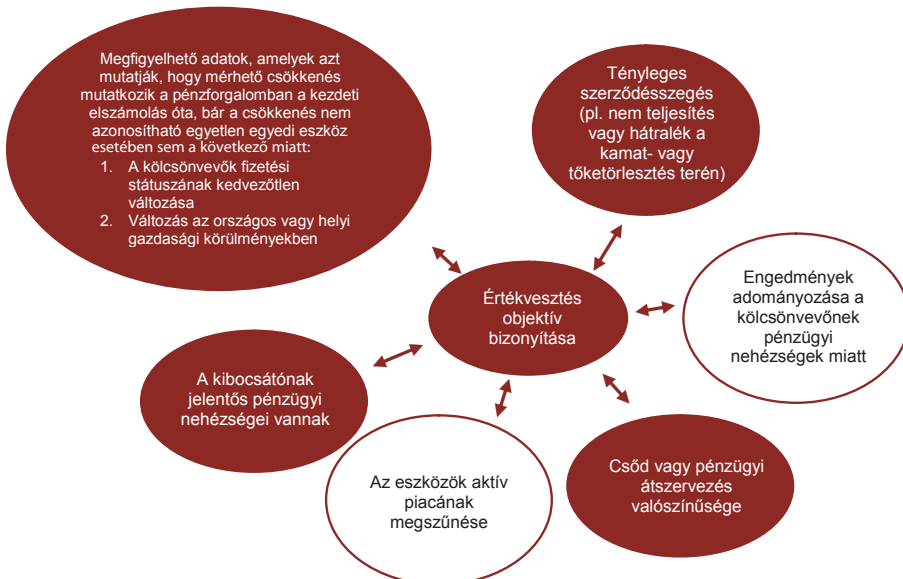 Megfigyelhető adatok, amelyek azt
mutatják, hogy mérhető csökkenés
mutatkozik a pénzforgalomban a kezdeti
elszámolás óta, bár a csökkenés nem
azonosítható egyetlen egyedi eszköz
esetében sem a következő miatt:
1. A kölcsönvevők fizetési
státuszának kedvezőtlen
változása
2. Változás az országos vagy helyi
gazdasági körülményekben
Tényleges
szerződésszegés
(pl. nem teljesítés
vagy hátralék a
kamat- vagy
tőketörlesztés terén)
Értékvesztés
objektív
bizonyítása
Engedmények
adományozása a
kölcsönvevőnek
pénzügyi
nehézségek miatt
A kibocsátónak
jelentős pénzügyi
nehézségei vannak
Az eszközök aktív
piacának
megszűnése
Csőd vagy pénzügyi
átszervezés
valószínűsége